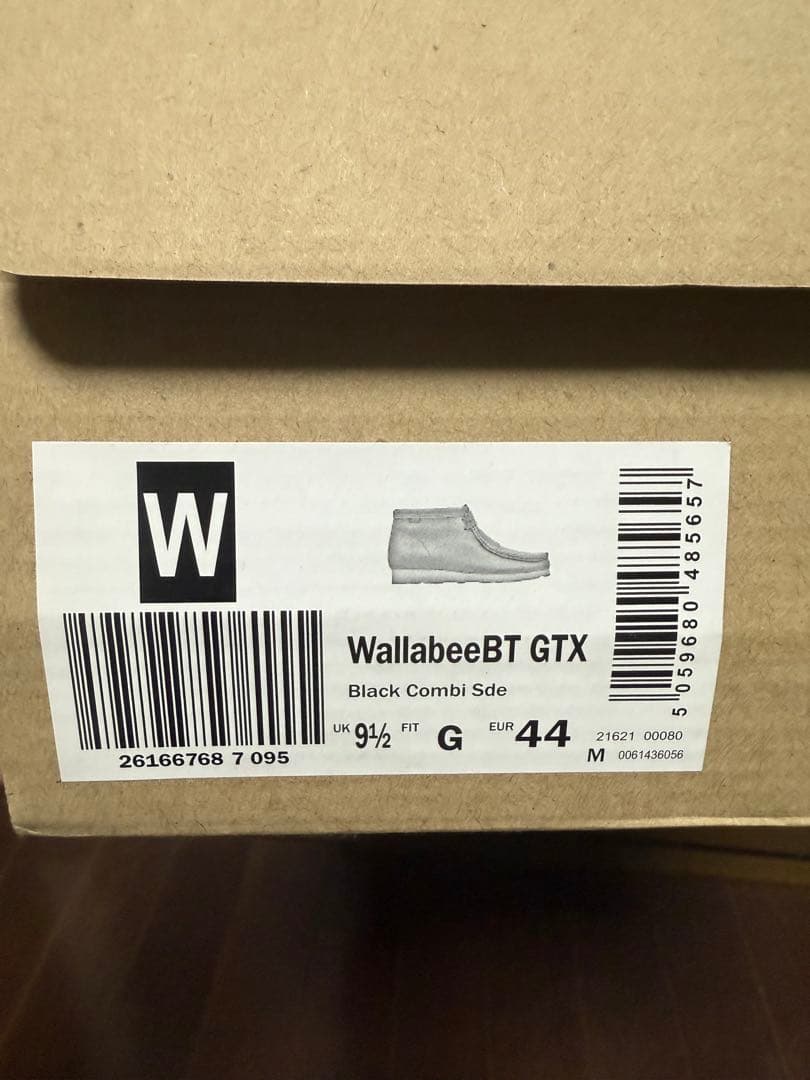 W
WallabeeBT GTX
Black Combi Sde
UK 9½ FIT G EUR 44
26166768 7 095
21621 00080
M 0061436056
5 059680 485657